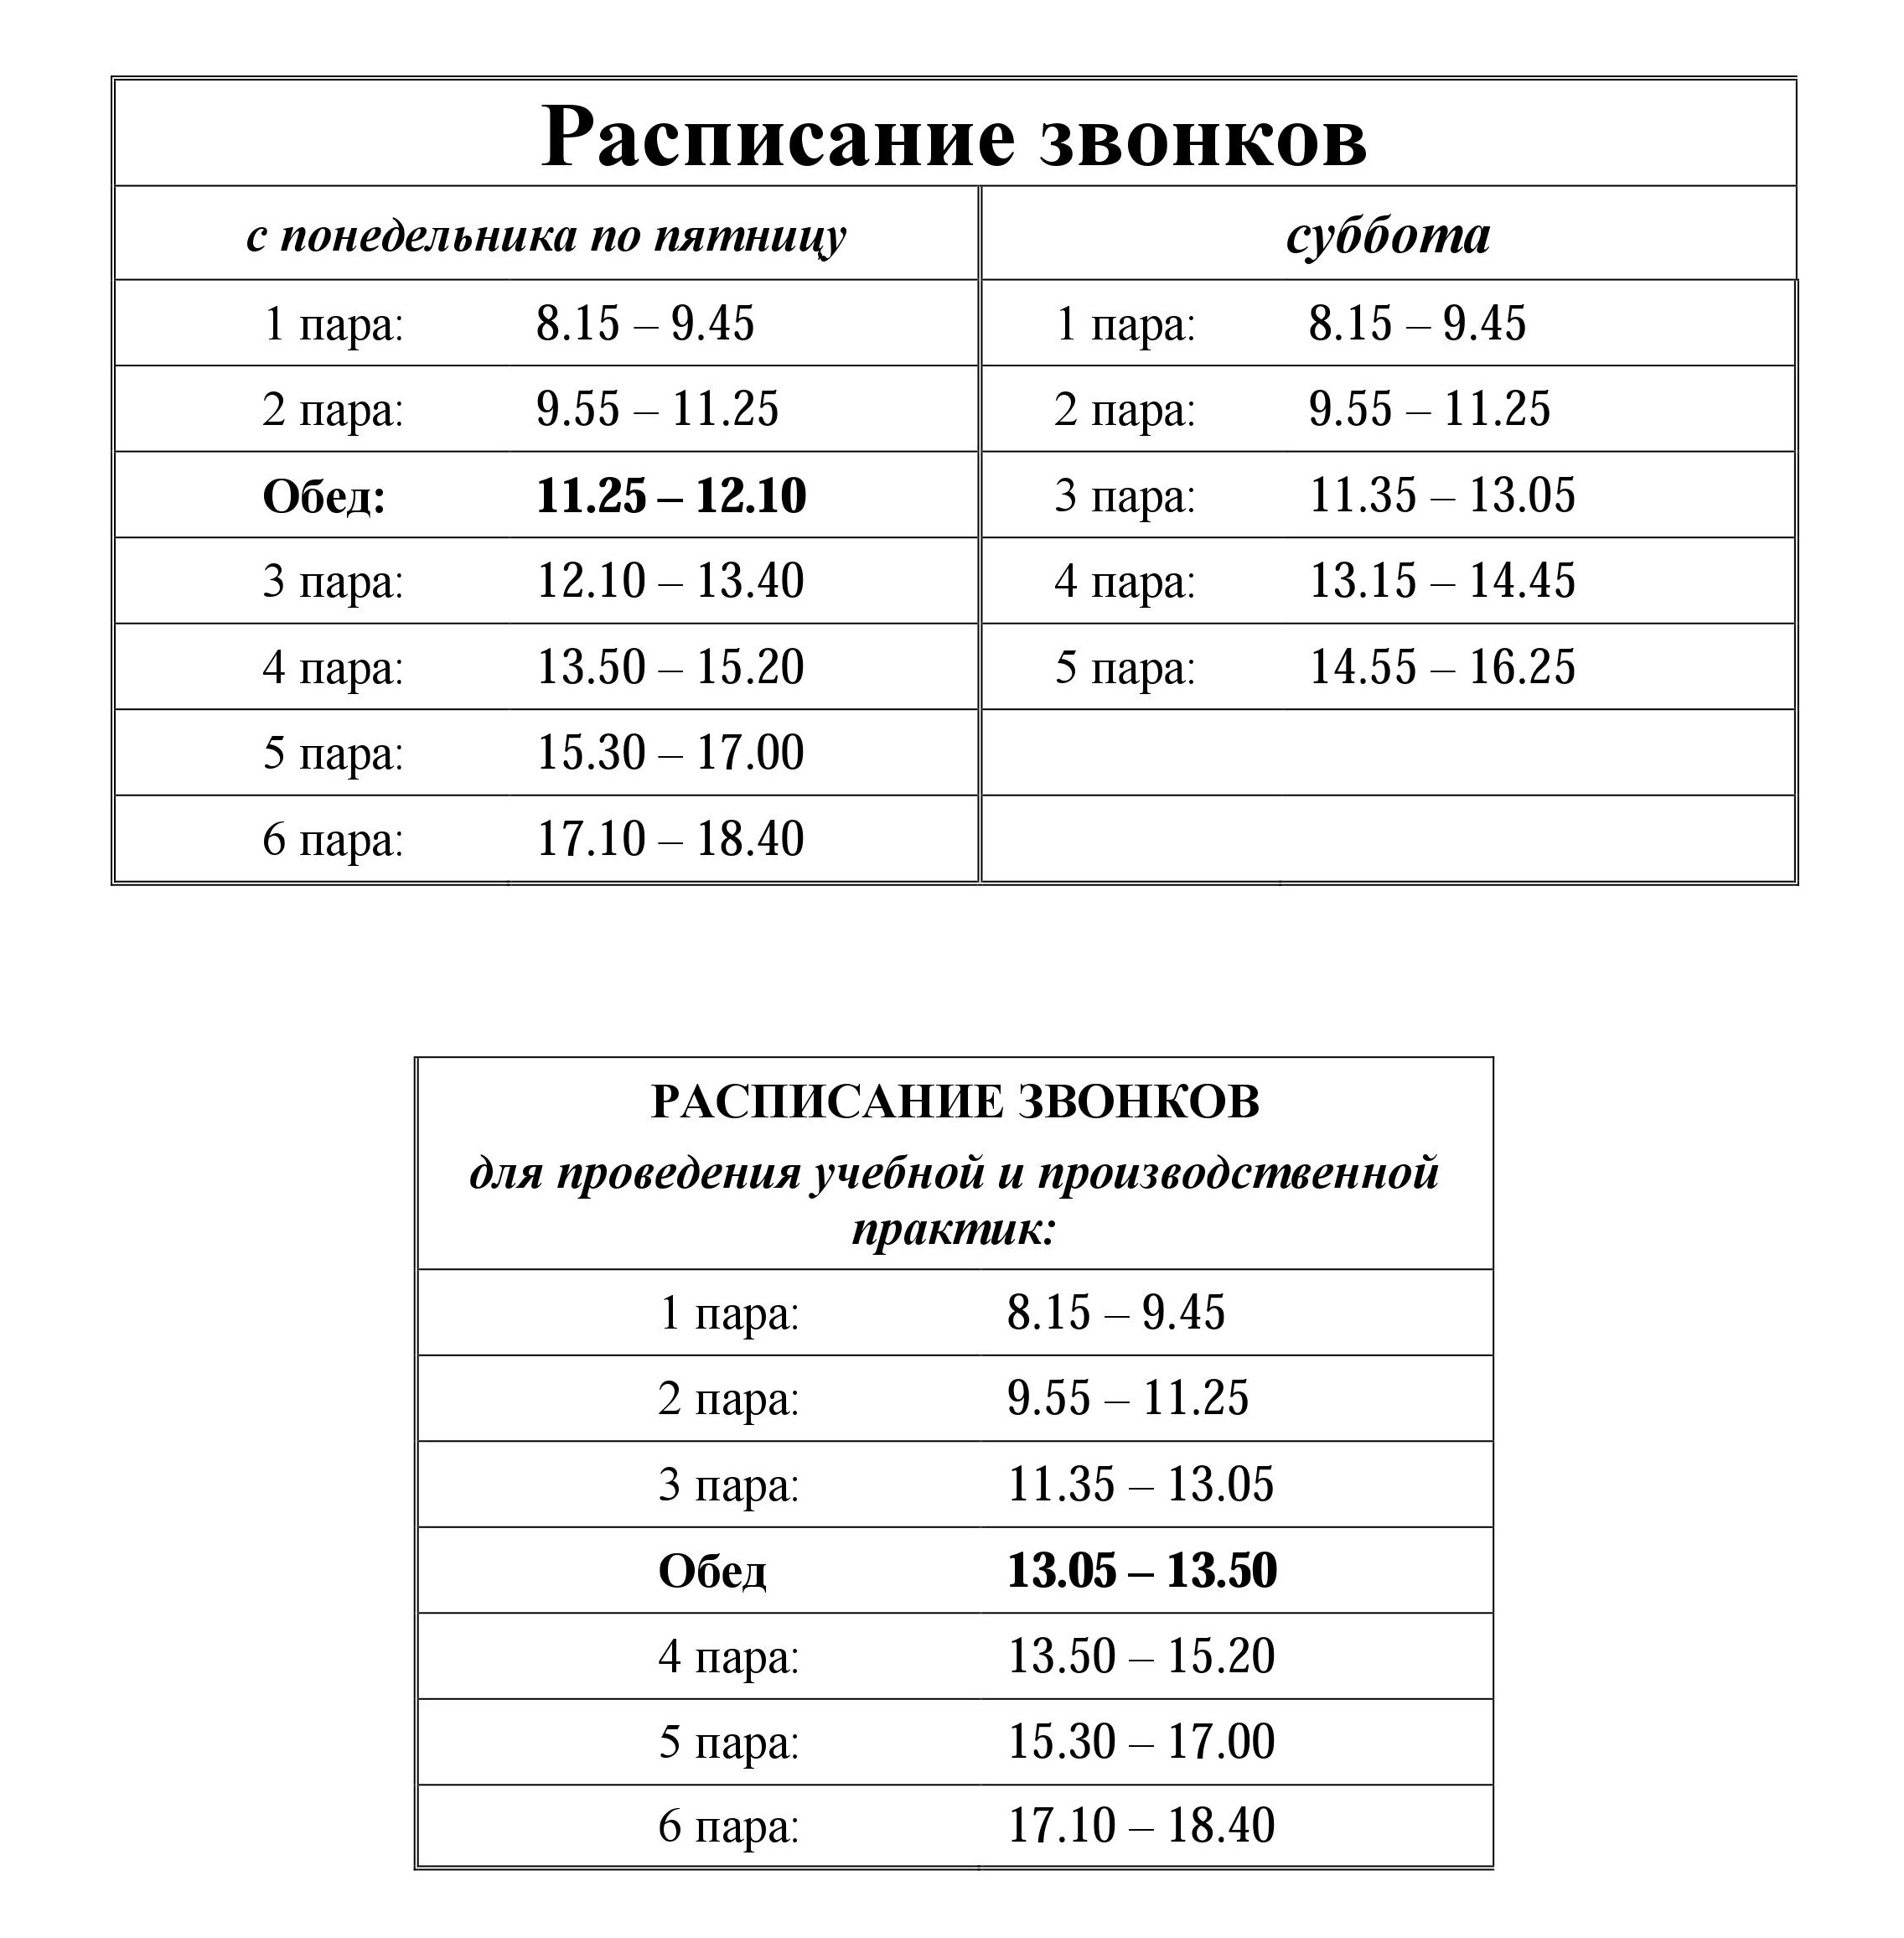 Расписание звонков
с понедельника по пятницу суббота
1 пара: 8.15 – 9.45 1 пара: 8.15 – 9.45
2 пара: 9.55 – 11.25 2 пара: 9.55 – 11.25
Обед: 11.25 – 12.10 3 пара: 11.35 – 13.05
3 пара: 12.10 – 13.40 4 пара: 13.15 – 14.45
4 пара: 13.50 – 15.20 5 пара: 14.55 – 16.25
5 пара: 15.30 – 17.00
6 пара: 17.10 – 18.40
РАСПИСАНИЕ ЗВОНКОВ
для проведения учебной и производственной
практик:
1 пара: 8.15 – 9.45
2 пара: 9.55 – 11.25
3 пара: 11.35 – 13.05
Обед 13.05 – 13.50
4 пара: 13.50 – 15.20
5 пара: 15.30 – 17.00
6 пара: 17.10 – 18.40